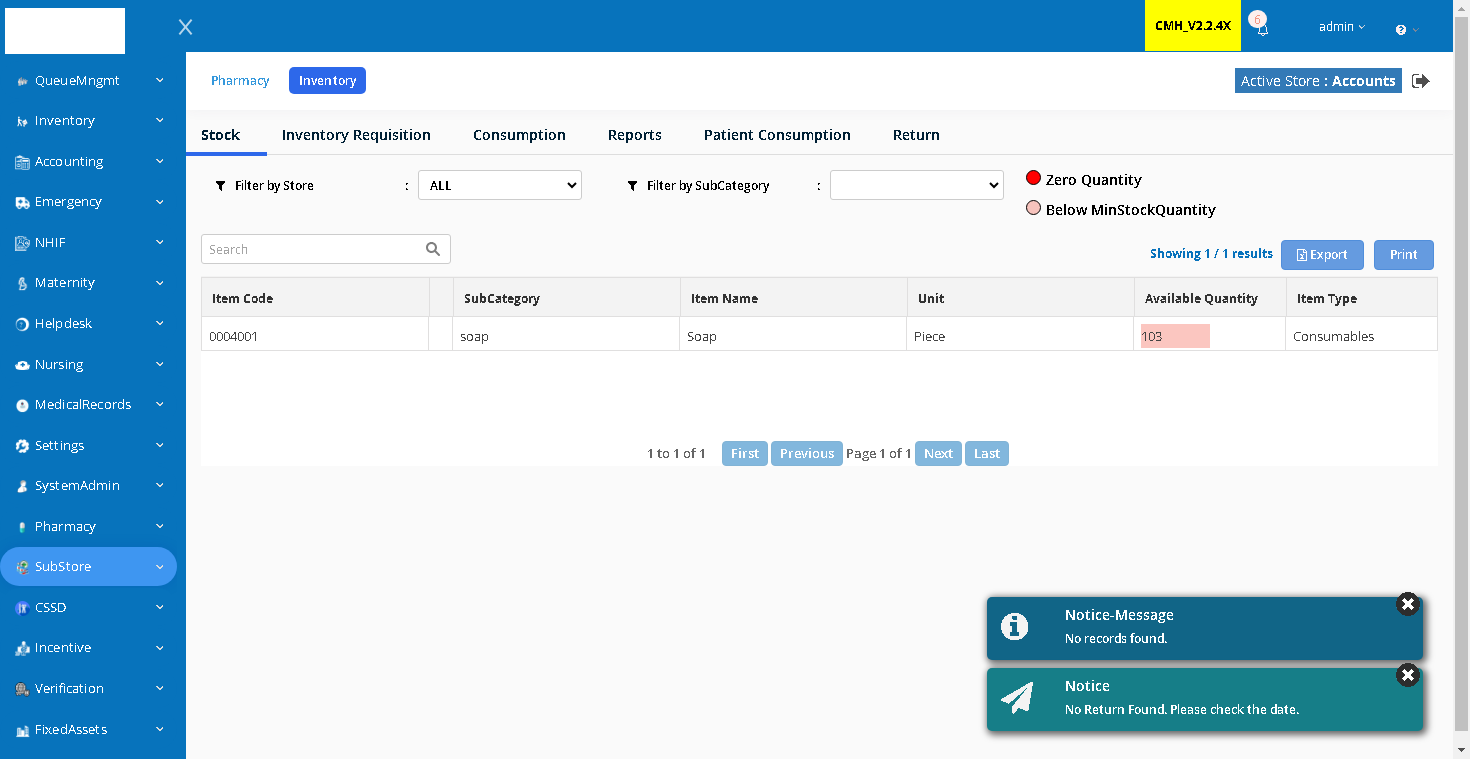 CMH_V2.2.4X
6
admin
QueueMngmt
Inventory
Accounting
Emergency
NHIF
Maternity
Helpdesk
Nursing
MedicalRecords
Settings
SystemAdmin
Pharmacy
SubStore
CSSD
Incentive
Verification
FixedAssets
Pharmacy Inventory
Active Store : Accounts
Stock Inventory Requisition Consumption Reports Patient Consumption Return
Filter by Store : ALL Filter by SubCategory :
Zero Quantity
Below MinStockQuantity
Search
Showing 1 / 1 results Export Print
Item Code SubCategory Item Name Unit Available Quantity Item Type
0004001 soap Soap Piece 103 Consumables
1 to 1 of 1 First Previous Page 1 of 1 Next Last
Notice-Message
No records found.
Notice
No Return Found. Please check the date.